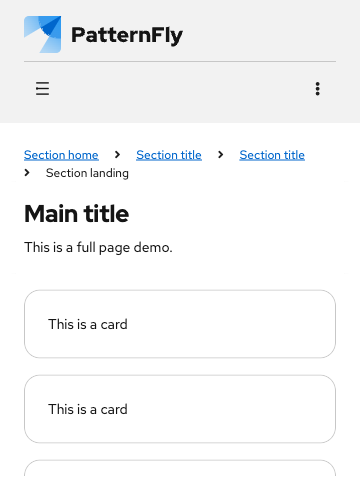 PatternFly
Section home > Section title > Section title
> Section landing
Main title
This is a full page demo.
This is a card
This is a card